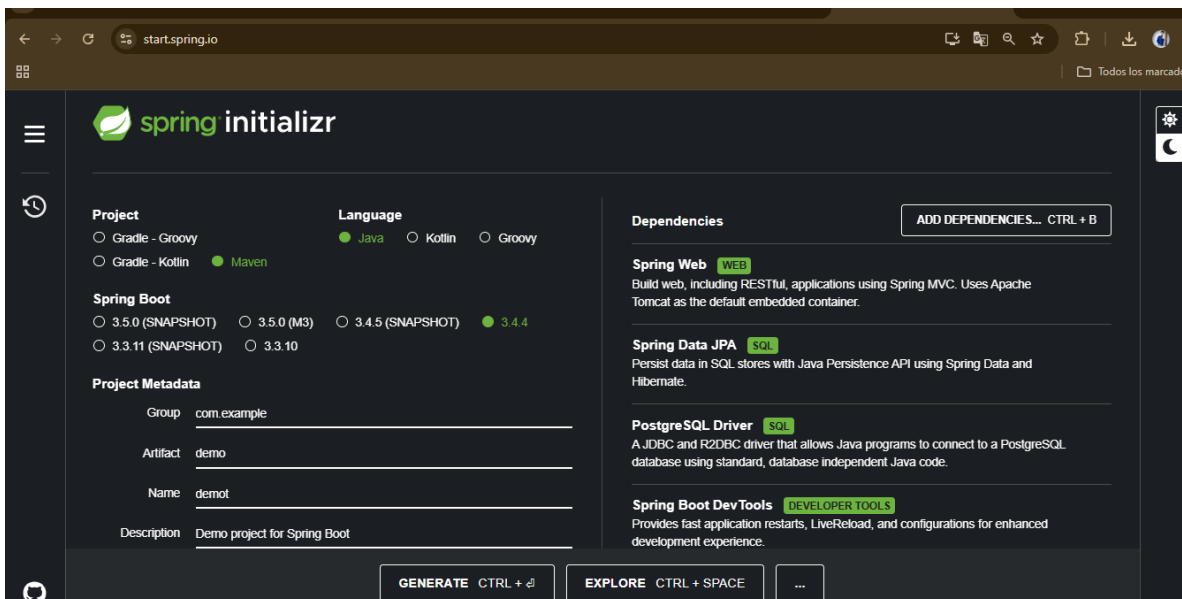 start.spring.io
Todos los marcad
spring initializr
Project
Gradle - Groovy
Gradle - Kotlin Maven
Language
Java Kotlin Groovy
Spring Boot
3.5.0 (SNAPSHOT) 3.5.0 (M3) 3.4.5 (SNAPSHOT) 3.4.4
3.3.11 (SNAPSHOT) 3.3.10
Project Metadata
Group com.example
Artifact demo
Name demot
Description Demo project for Spring Boot
Dependencies ADD DEPENDENCIES... CTRL + B
Spring Web WEB
Build web, including RESTful, applications using Spring MVC. Uses Apache
Tomcat as the default embedded container.
Spring Data JPA SQL
Persist data in SQL stores with Java Persistence API using Spring Data and
Hibernate.
PostgreSQL Driver SQL
A JDBC and R2DBC driver that allows Java programs to connect to a PostgreSQL
database using standard, database independent Java code.
Spring Boot DevTools DEVELOPER TOOLS
Provides fast application restarts, LiveReload, and configurations for enhanced
development experience.
GENERATE CTRL + ⏎ EXPLORE CTRL + SPACE ...